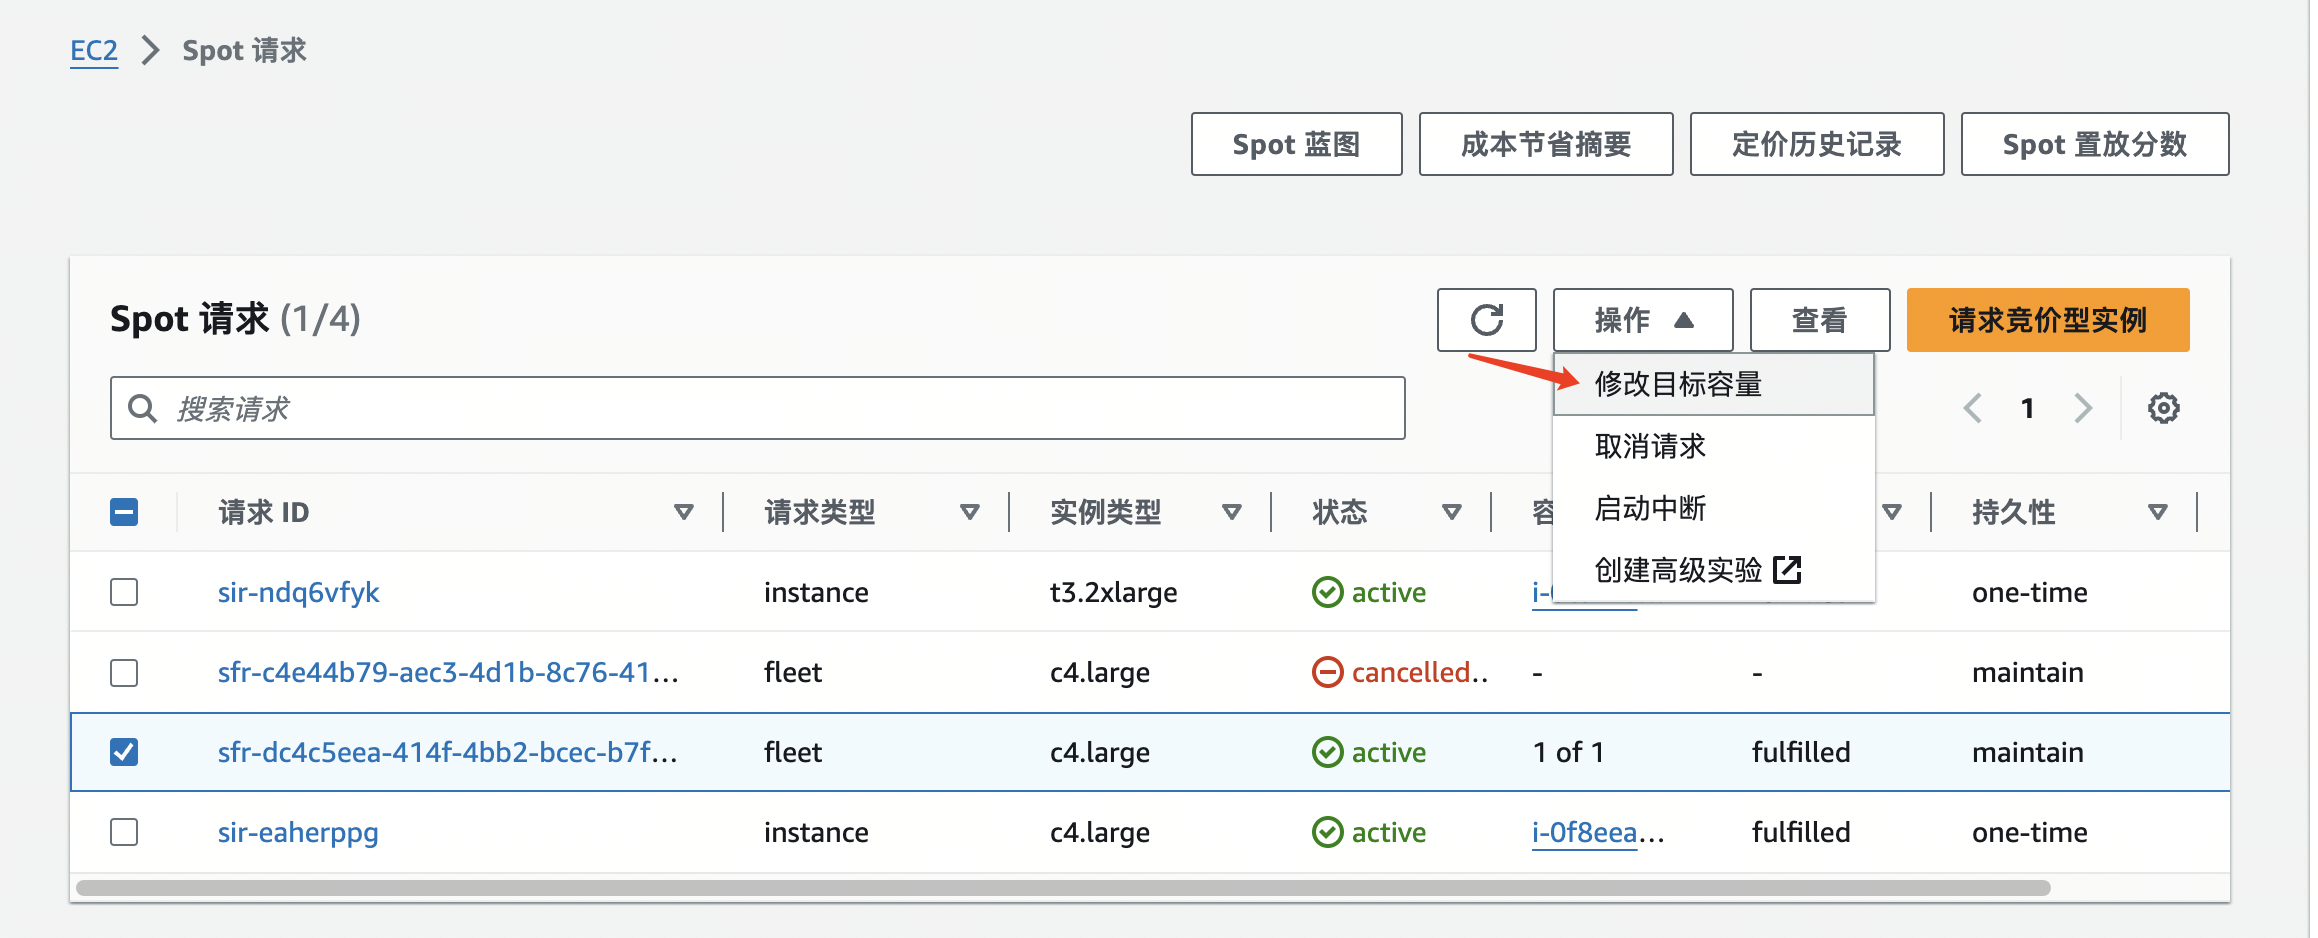 EC2 > Spot 请求
Spot 蓝图 成本节省摘要 定价历史记录 Spot 置放分数
Spot 请求 (1/4) 操作 查看 请求竞价型实例
搜索请求 修改目标容量 1
取消请求
请求 ID 请求类型 实例类型 状态 容 启动中断 持久性
创建高级实验
sir-ndq6vfyk instance t3.2xlarge active one-time
sfr-c4e44b79-aec3-4d1b-8c76-41... fleet c4.large cancelled.. - - maintain
sfr-dc4c5eea-414f-4bb2-bcec-b7f... fleet c4.large active 1 of 1 fulfilled maintain
sir-eaherppg instance c4.large active i-0f8eea... fulfilled one-time